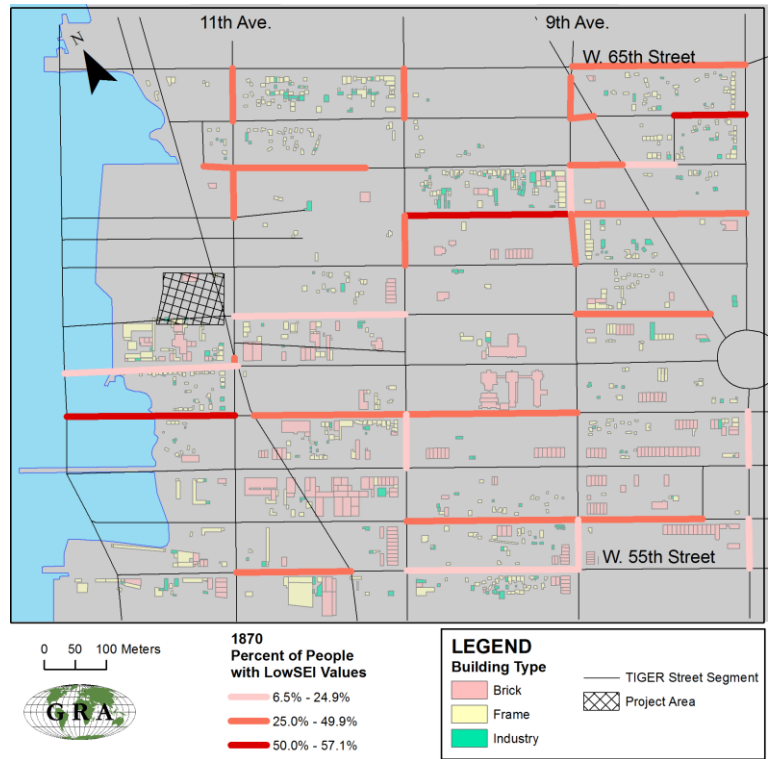 11th Ave.
9th Ave.
N
W. 65th Street
W. 55th Street
0 50 100 Meters
GRA
1870
Percent of People
with LowSEI Values
6.5% - 24.9%
25.0% - 49.9%
50.0% - 57.1%
LEGEND
Building Type
Brick
Frame
Industry
TIGER Street Segment
Project Area